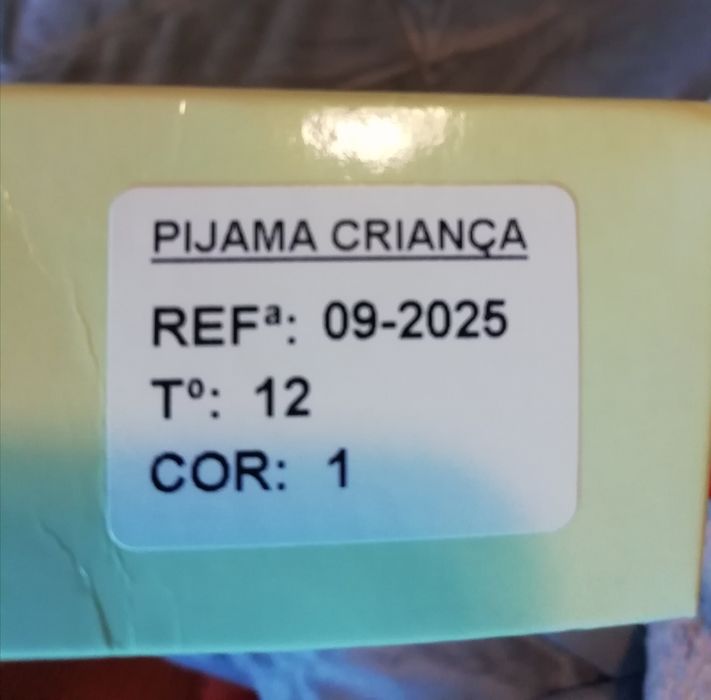 PIJAMA CRIANÇA
REFª: 09-2025
Tº: 12
COR: 1